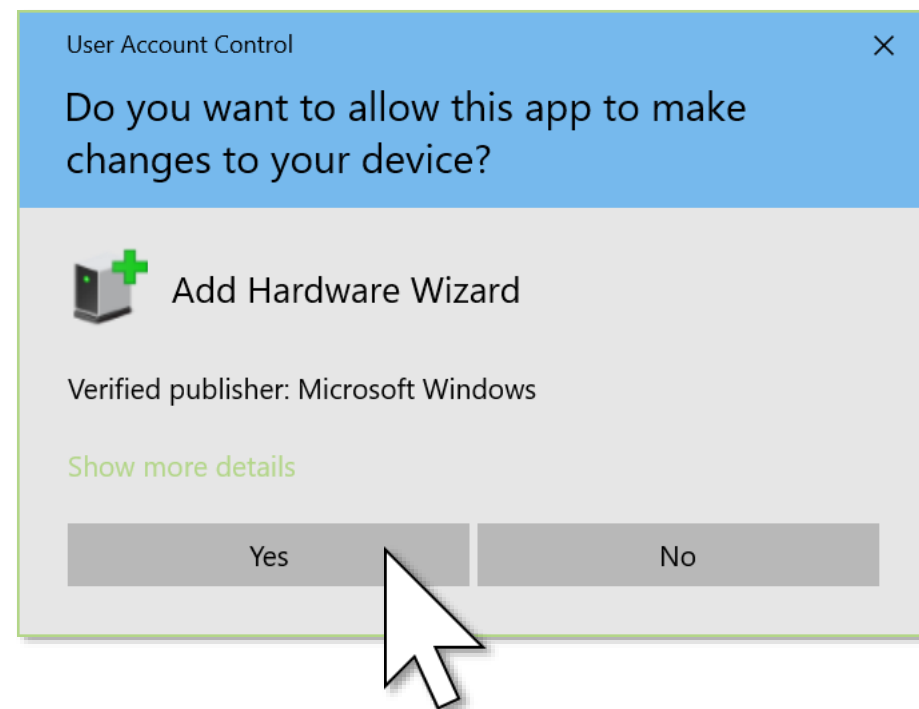 User Account Control
Do you want to allow this app to make
changes to your device?
Add Hardware Wizard
Verified publisher: Microsoft Windows
Show more details
Yes
No